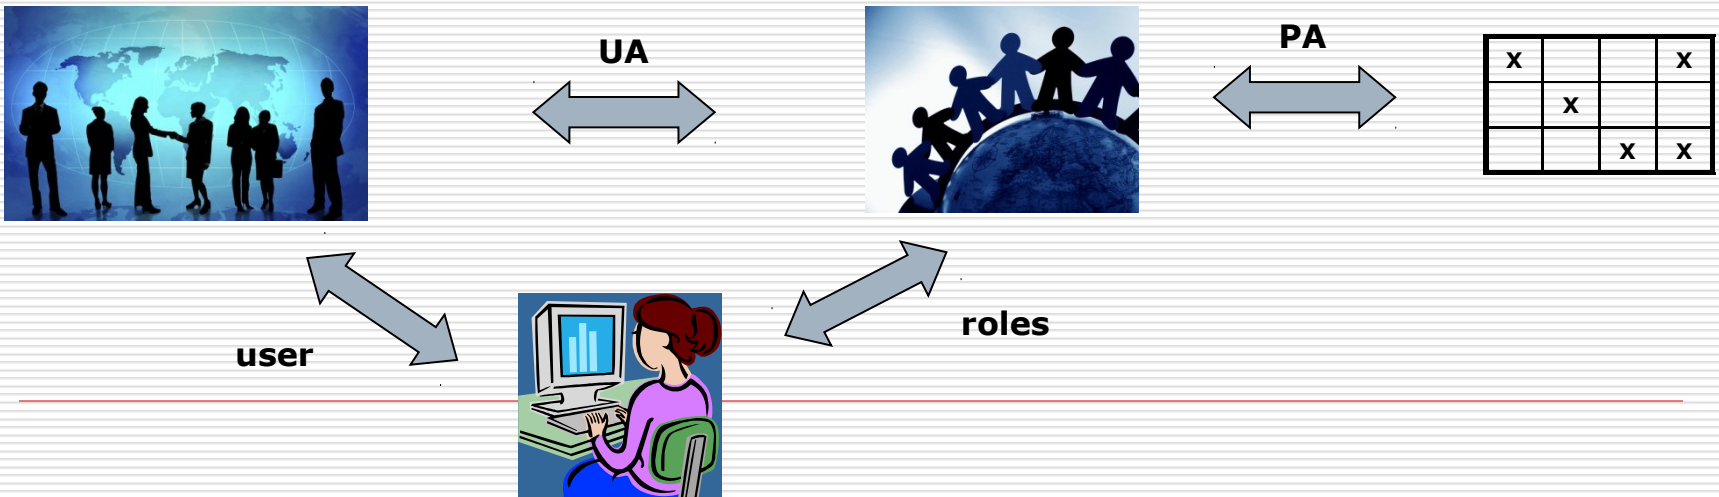 UA
PA
X X
X
X X
roles
user